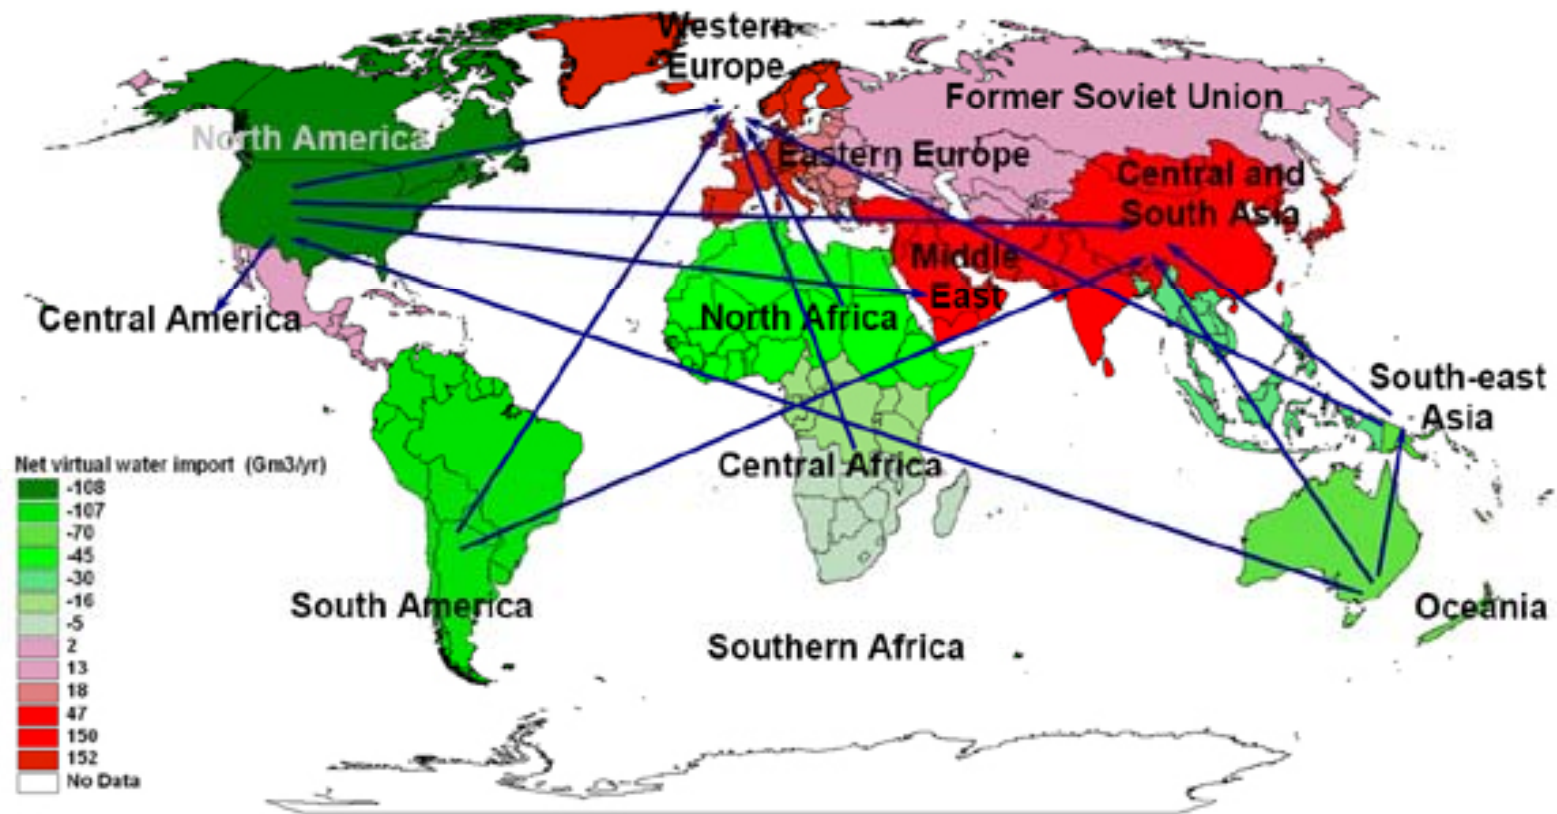 Western
Europe
Former Soviet Union
North America
Eastern Europe
Central and
South Asia
Middle
East
North Africa
Central America
South-east
Asia
Central Africa
Net virtual water import (Gm3/yr)
-108
-107
-70
-45
-30
-16
-5
2
13
18
47
150
152
No Data
South America
Oceania
Southern Africa